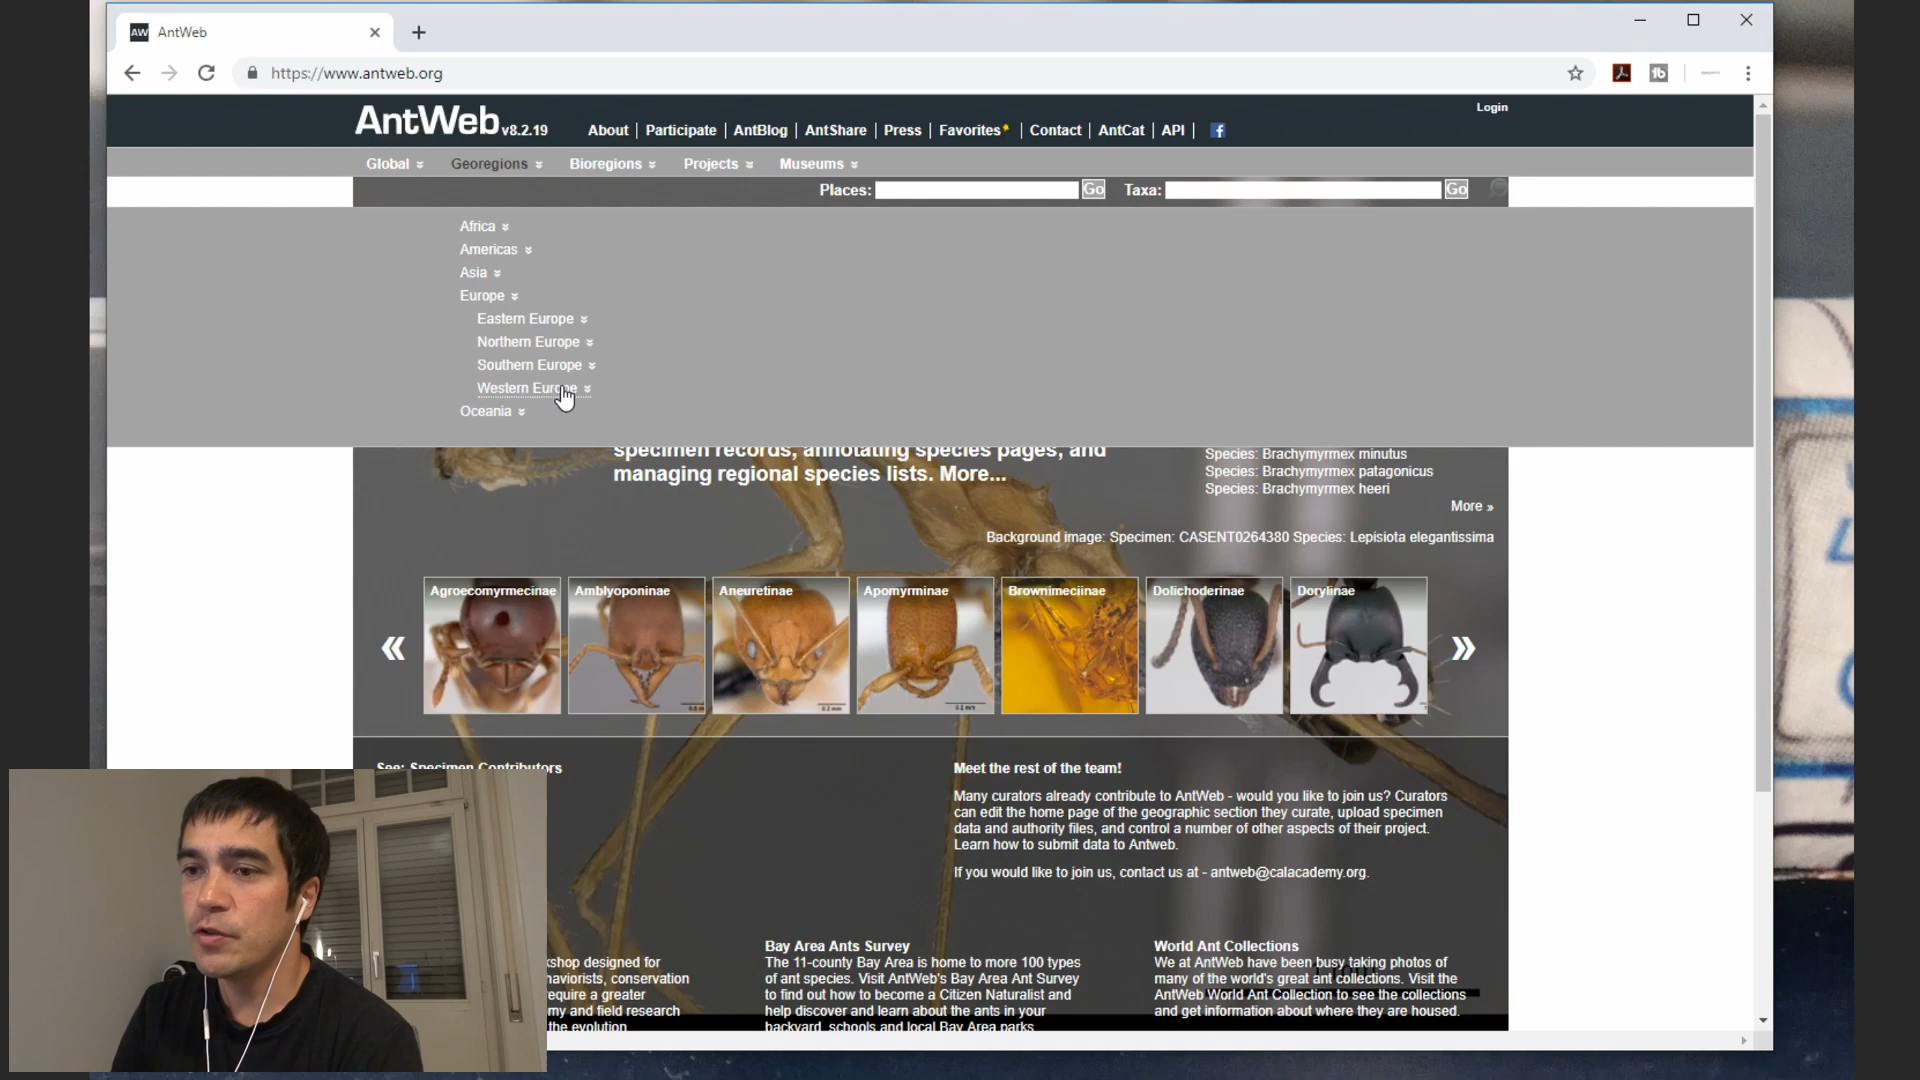 AntWeb
https://www.antweb.org
Login
AntWeb v8.2.19 About | Participate | AntBlog | AntShare | Press | Favorites* | Contact | AntCat | API |
Global Georegions Bioregions Projects Museums
Places: Go Taxa: Go
Africa
Americas
Asia
Europe
Eastern Europe
Northern Europe
Southern Europe
Western Europe
Oceania
specimen records, annotating species pages, and
managing regional species lists. More...
Species: Brachymyrmex minutus
Species: Brachymyrmex patagonicus
Species: Brachymyrmex heeri
More »
Background image: Specimen: CASENT0264380 Species: Lepisiota elegantissima
Agroecomyrmecinae Amblyoponinae Aneuretinae Apomyrminae Brownimeciinae Dolichoderinae Dorylinae
« »
See: Specimen Contributors
Meet the rest of the team!
Many curators already contribute to AntWeb - would you like to join us? Curators
can edit the home page of the geographic section they curate, upload specimen
data and authority files, and control a number of other aspects of their project.
Learn how to submit data to Antweb.
If you would like to join us, contact us at - antweb@calacademy.org.
kshop designed for
naviorists, conservation
require a greater
my and field research
the evolution
Bay Area Ants Survey
The 11-county Bay Area is home to more 100 types
of ant species. Visit AntWeb's Bay Area Ant Survey
to find out how to become a Citizen Naturalist and
help discover and learn about the ants in your
backyard, schools and local Bay Area parks
World Ant Collections
We at AntWeb have been busy taking photos of
many of the world's great ant collections. Visit the
AntWeb World Ant Collection to see the collections
and get information about where they are housed.